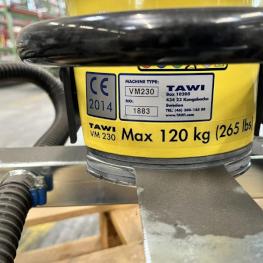 CE
2014
MACHINE TYPE:
VM230
NO.
1883
TAWI
Box 10205
434 23 Kungsbacka
Sweden
TAWI
VM 230
Max 120 kg (265 lbs)